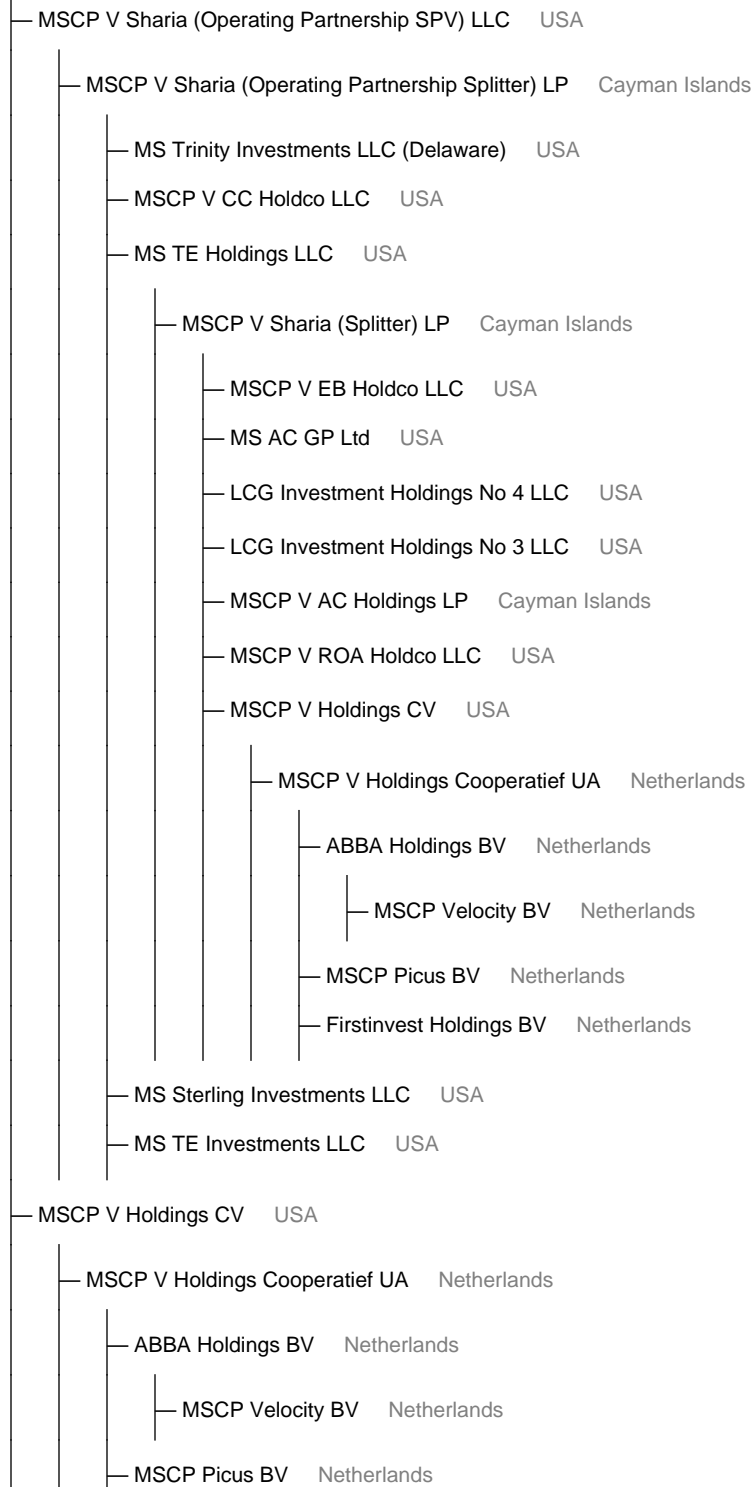 MSCP V Sharia (Operating Partnership SPV) LLC USA
MSCP V Sharia (Operating Partnership Splitter) LP Cayman Islands
MS Trinity Investments LLC (Delaware) USA
MSCP V CC Holdco LLC USA
MS TE Holdings LLC USA
MSCP V Sharia (Splitter) LP Cayman Islands
MSCP V EB Holdco LLC USA
MS AC GP Ltd USA
LCG Investment Holdings No 4 LLC USA
LCG Investment Holdings No 3 LLC USA
MSCP V AC Holdings LP Cayman Islands
MSCP V ROA Holdco LLC USA
MSCP V Holdings CV USA
MSCP V Holdings Cooperatief UA Netherlands
ABBA Holdings BV Netherlands
MSCP Velocity BV Netherlands
MSCP Picus BV Netherlands
Firstinvest Holdings BV Netherlands
MS Sterling Investments LLC USA
MS TE Investments LLC USA
MSCP V Holdings CV USA
MSCP V Holdings Cooperatief UA Netherlands
ABBA Holdings BV Netherlands
MSCP Velocity BV Netherlands
MSCP Picus BV Netherlands